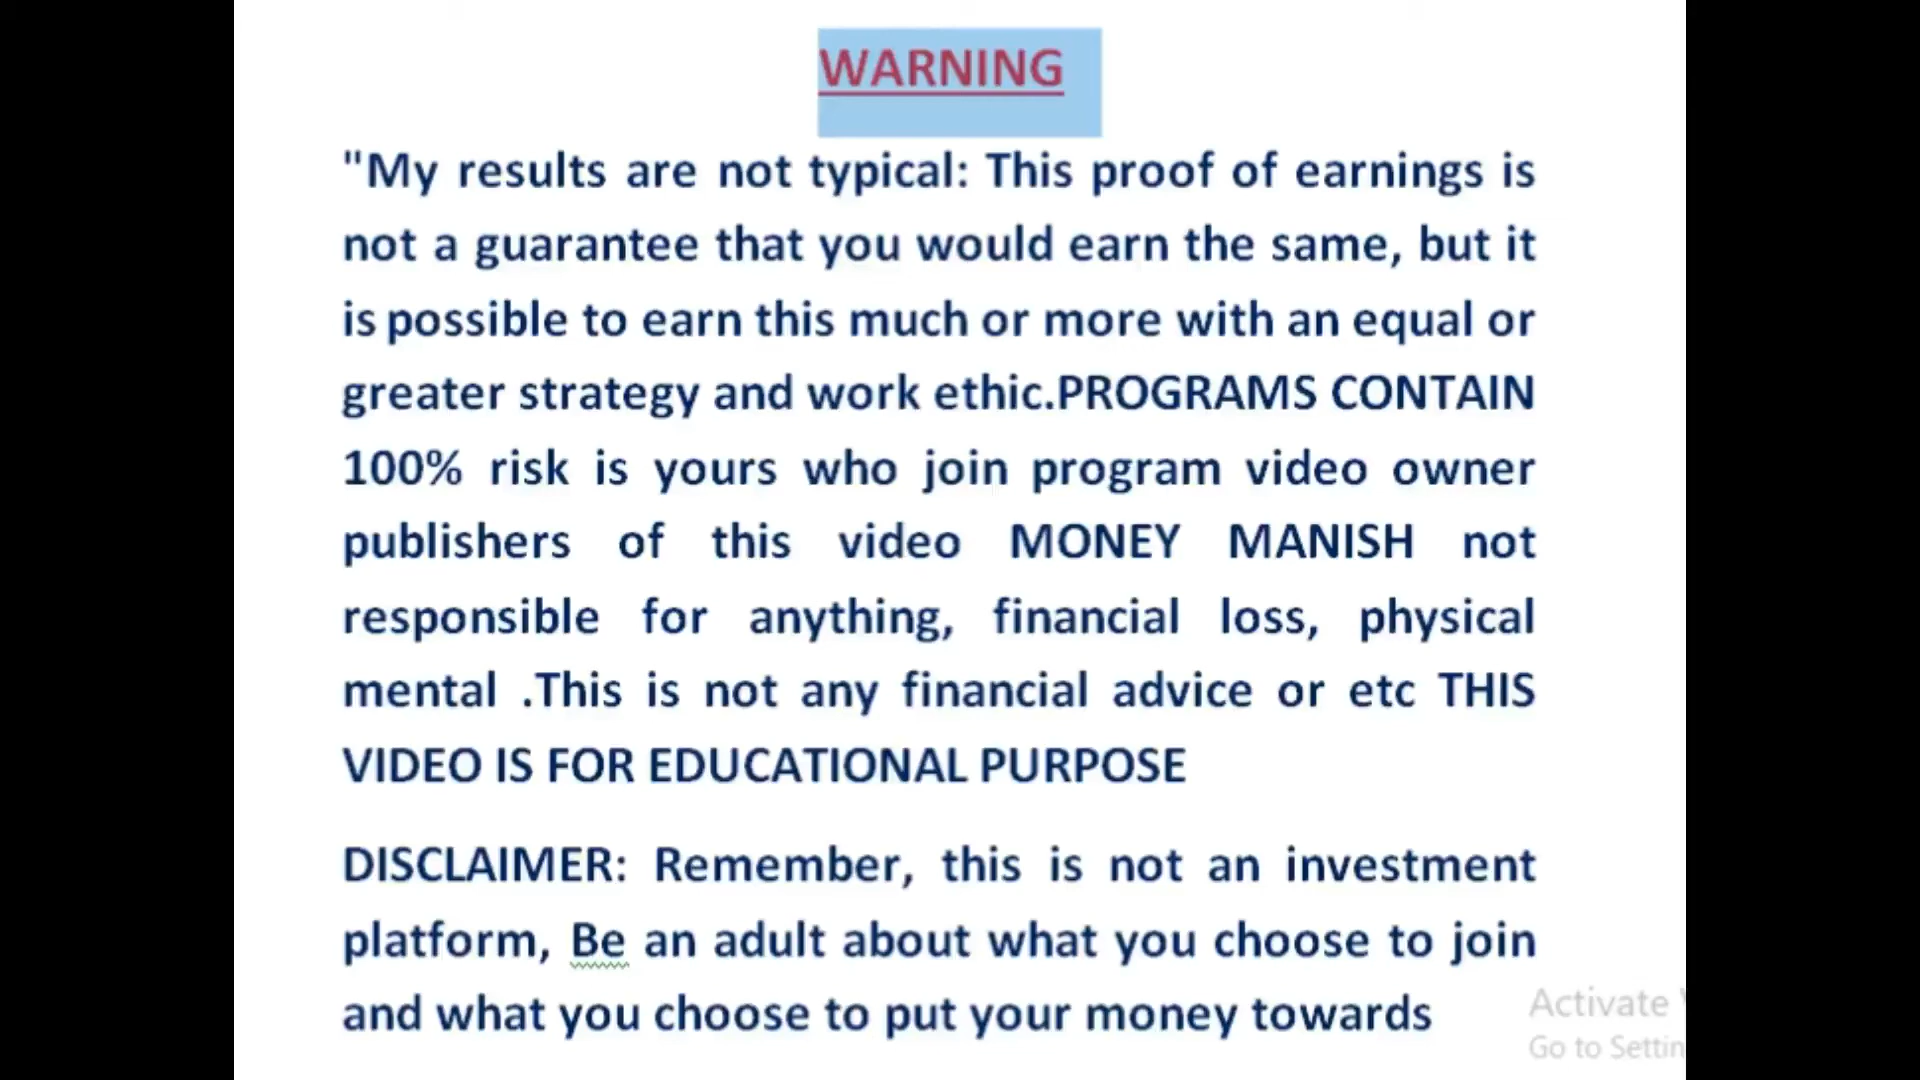 WARNING
"My results are not typical: This proof of earnings is
not a guarantee that you would earn the same, but it
is possible to earn this much or more with an equal or
greater strategy and work ethic.PROGRAMS CONTAIN
100% risk is yours who join program video owner
publishers of this video MONEY MANISH not
responsible for anything, financial loss, physical
mental .This is not any financial advice or etc THIS
VIDEO IS FOR EDUCATIONAL PURPOSE
DISCLAIMER: Remember, this is not an investment
platform, Be an adult about what you choose to join
and what you choose to put your money towards
Activate
Go to Settin